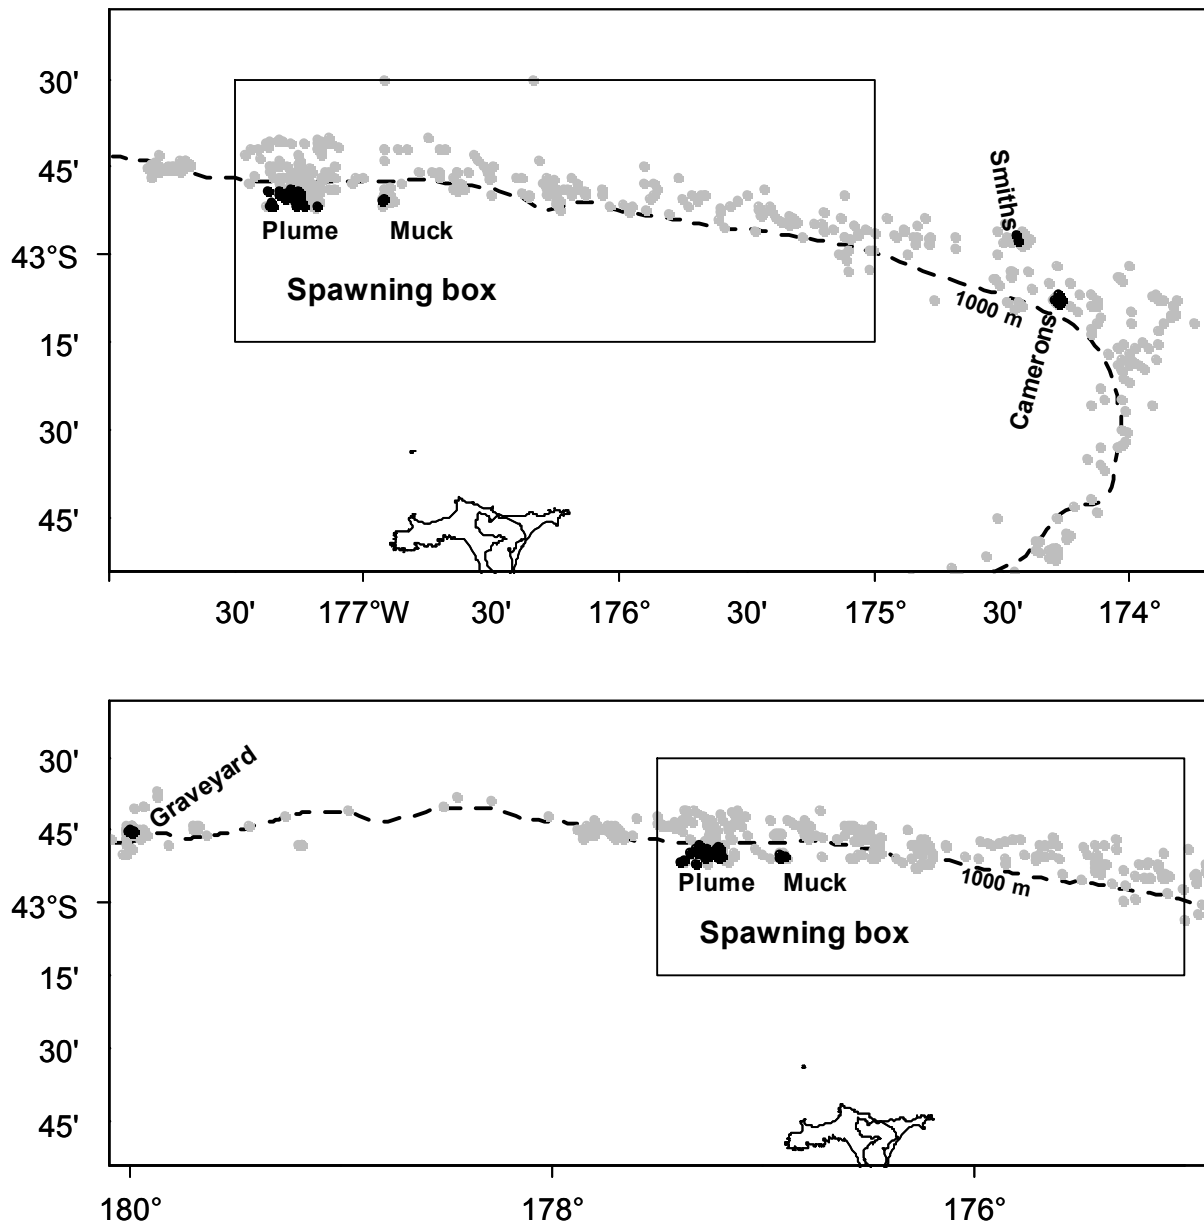 30'
45'
43°S
15'
30'
45'
Plume
Muck
Spawning box
Smiths
1000 m
Camerons
30'
177°W
30'
176°
30'
175°
30'
174°
30'
45'
43°S
15'
30'
45'
Graveyard
Plume
Muck
1000 m
Spawning box
180°
178°
176°